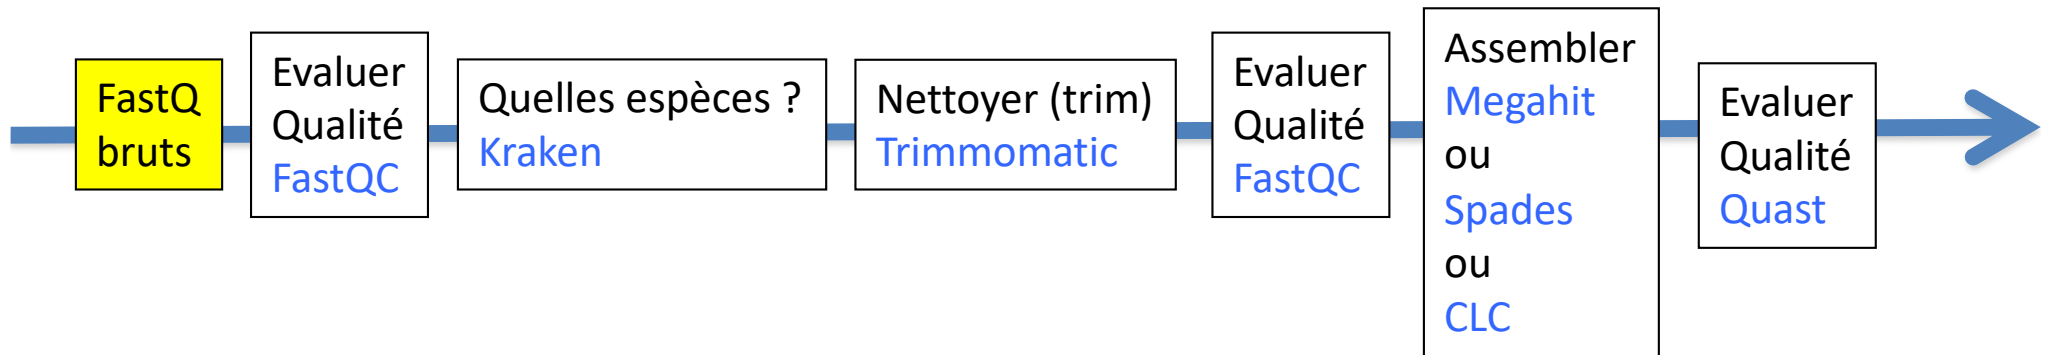 FastQ
bruts
Evaluer
Qualité
FastQC
Quelles espèces ?
Kraken
Nettoyer (trim)
Trimmomatic
Evaluer
Qualité
FastQC
Assembler
Megahit
ou
Spades
ou
CLC
Evaluer
Qualité
Quast